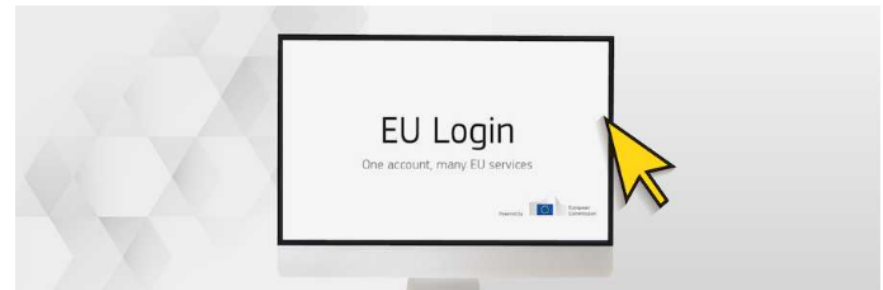 EU Login
One account, many EU services
Powered by
European
Commission